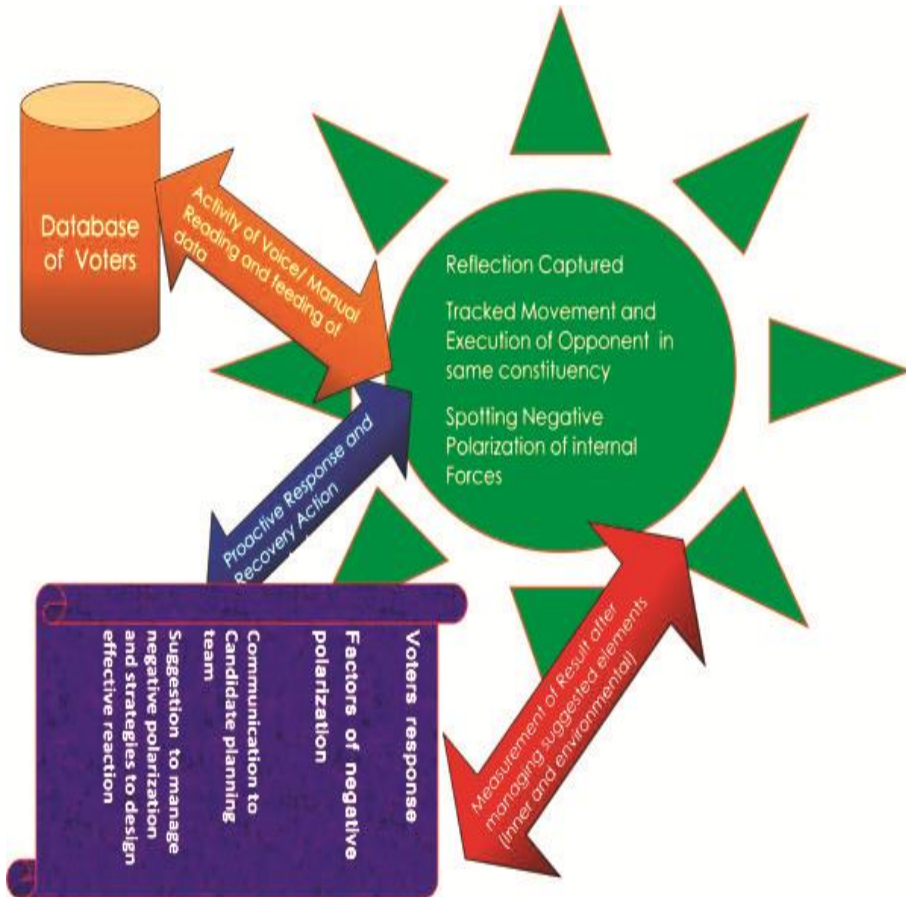 Database
of Voters
Activity of Voice/ Manual
Reading and feeding of
data
Reflection Captured
Tracked Movement and
Execution of Opponent in
same constituency
Spotting Negative
Polarization of internal
Forces
Proactive Response and
Recovery Action
Voters response
Factors of negative
polarization
Communication to
Candidate planning
team
Suggestion to manage
negative polarization
and strategies to design
effective reaction
Measurement of Result after
managing suggested elements
(Inner and environmental)